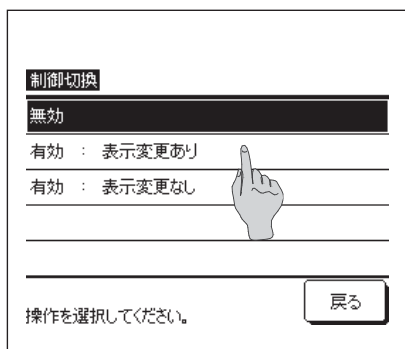 制御切換
無効
有効 : 表示変更あり
有効 : 表示変更なし
操作を選択してください。
戻る